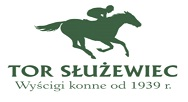 TOR SŁUŻEWIEC
Wyścigi konne od 1939 r.